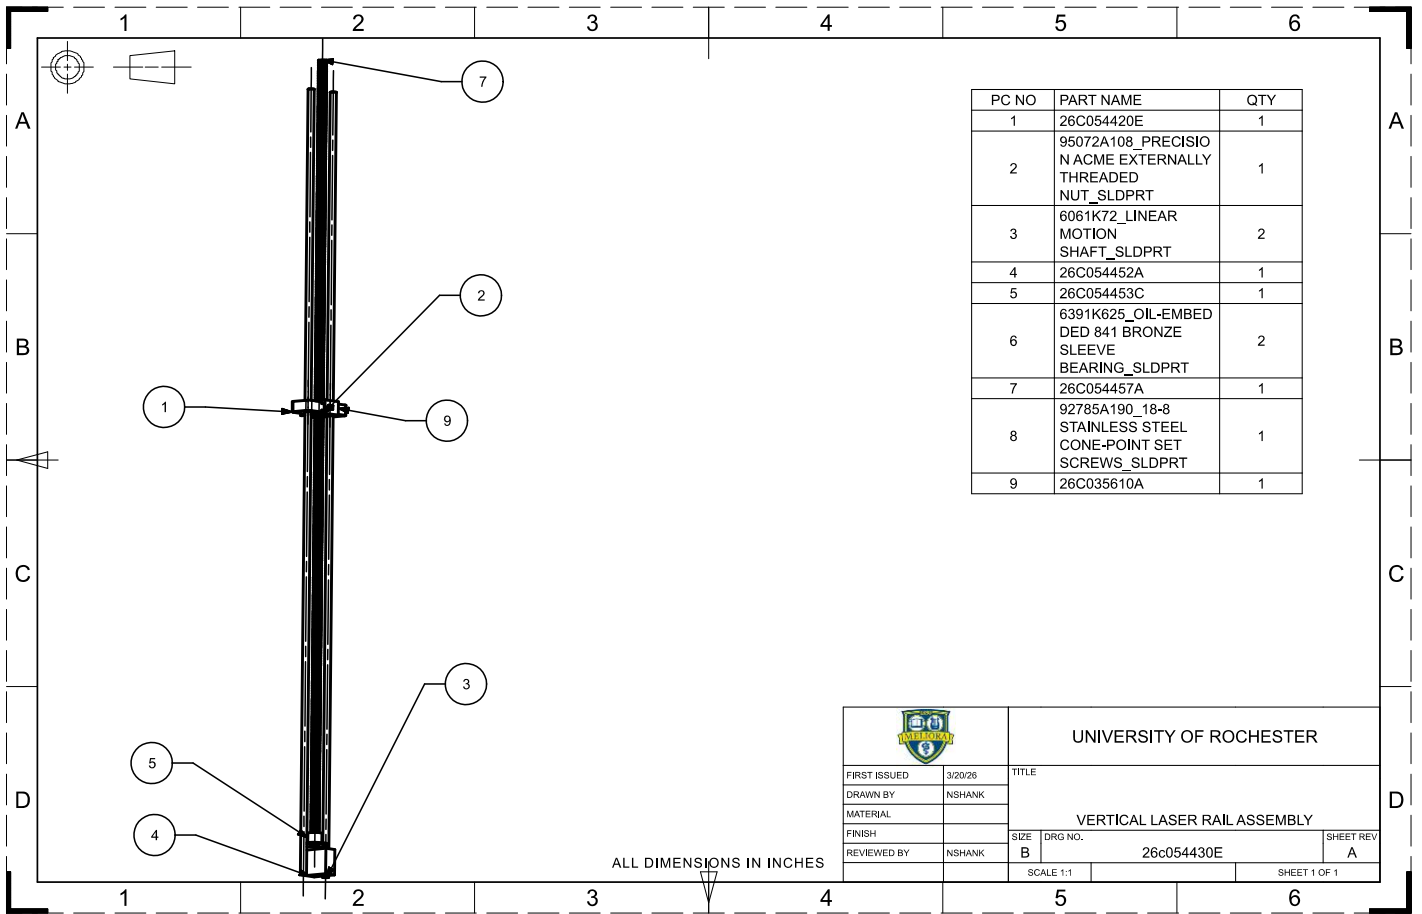 1 2 3 4 5 6
A A
B B
C C
D D
7
2
1
9
3
5
4
PC NO PART NAME QTY
1 26C054420E 1
95072A108_PRECISIO
N ACME EXTERNALLY
2 THREADED 1
NUT_SLDPRT
6061K72_LINEAR
3 MOTION 2
SHAFT_SLDPRT
4 26C054452A 1
5 26C054453C 1
6391K625_OIL-EMBED
DED 841 BRONZE
6 SLEEVE 2
BEARING_SLDPRT
7 26C054457A 1
92785A190_18-8
STAINLESS STEEL
8 CONE-POINT SET 1
SCREWS_SLDPRT
9 26C035610A 1
MELIORA
UNIVERSITY OF ROCHESTER
FIRST ISSUED 3/20/26
DRAWN BY NSHANK
MATERIAL
FINISH
REVIEWED BY NSHANK
TITLE
VERTICAL LASER RAIL ASSEMBLY
SIZE DRG NO. SHEET REV
B 26c054430E A
SCALE 1:1 SHEET 1 OF 1
ALL DIMENSIONS IN INCHES
1 2 3 4 5 6